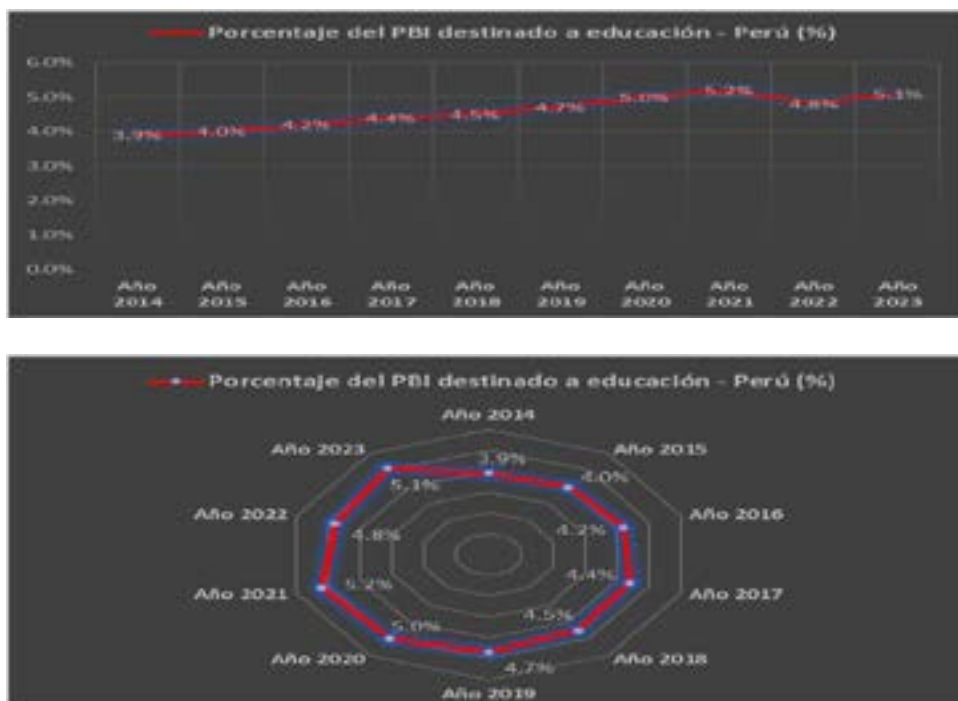 Porcentaje del PBI destinado a educación - Perú (%)
6.0%
5.0%
4.0%
3.0%
2.0%
1.0%
0.0%
3.9%
4.0%
4.2%
4.4%
4.5%
4.7%
5.0%
5.2%
4.8%
5.1%
Año 2014
Año 2015
Año 2016
Año 2017
Año 2018
Año 2019
Año 2020
Año 2021
Año 2022
Año 2023
Porcentaje del PBI destinado a educación - Perú (%)
Año 2014
Año 2023
3.9%
Año 2015
5.1%
4.0%
Año 2022
4.8%
4.2%
Año 2016
Año 2021
5.2%
4.4%
Año 2017
5.0%
4.5%
Año 2020
4.7%
Año 2018
Año 2019